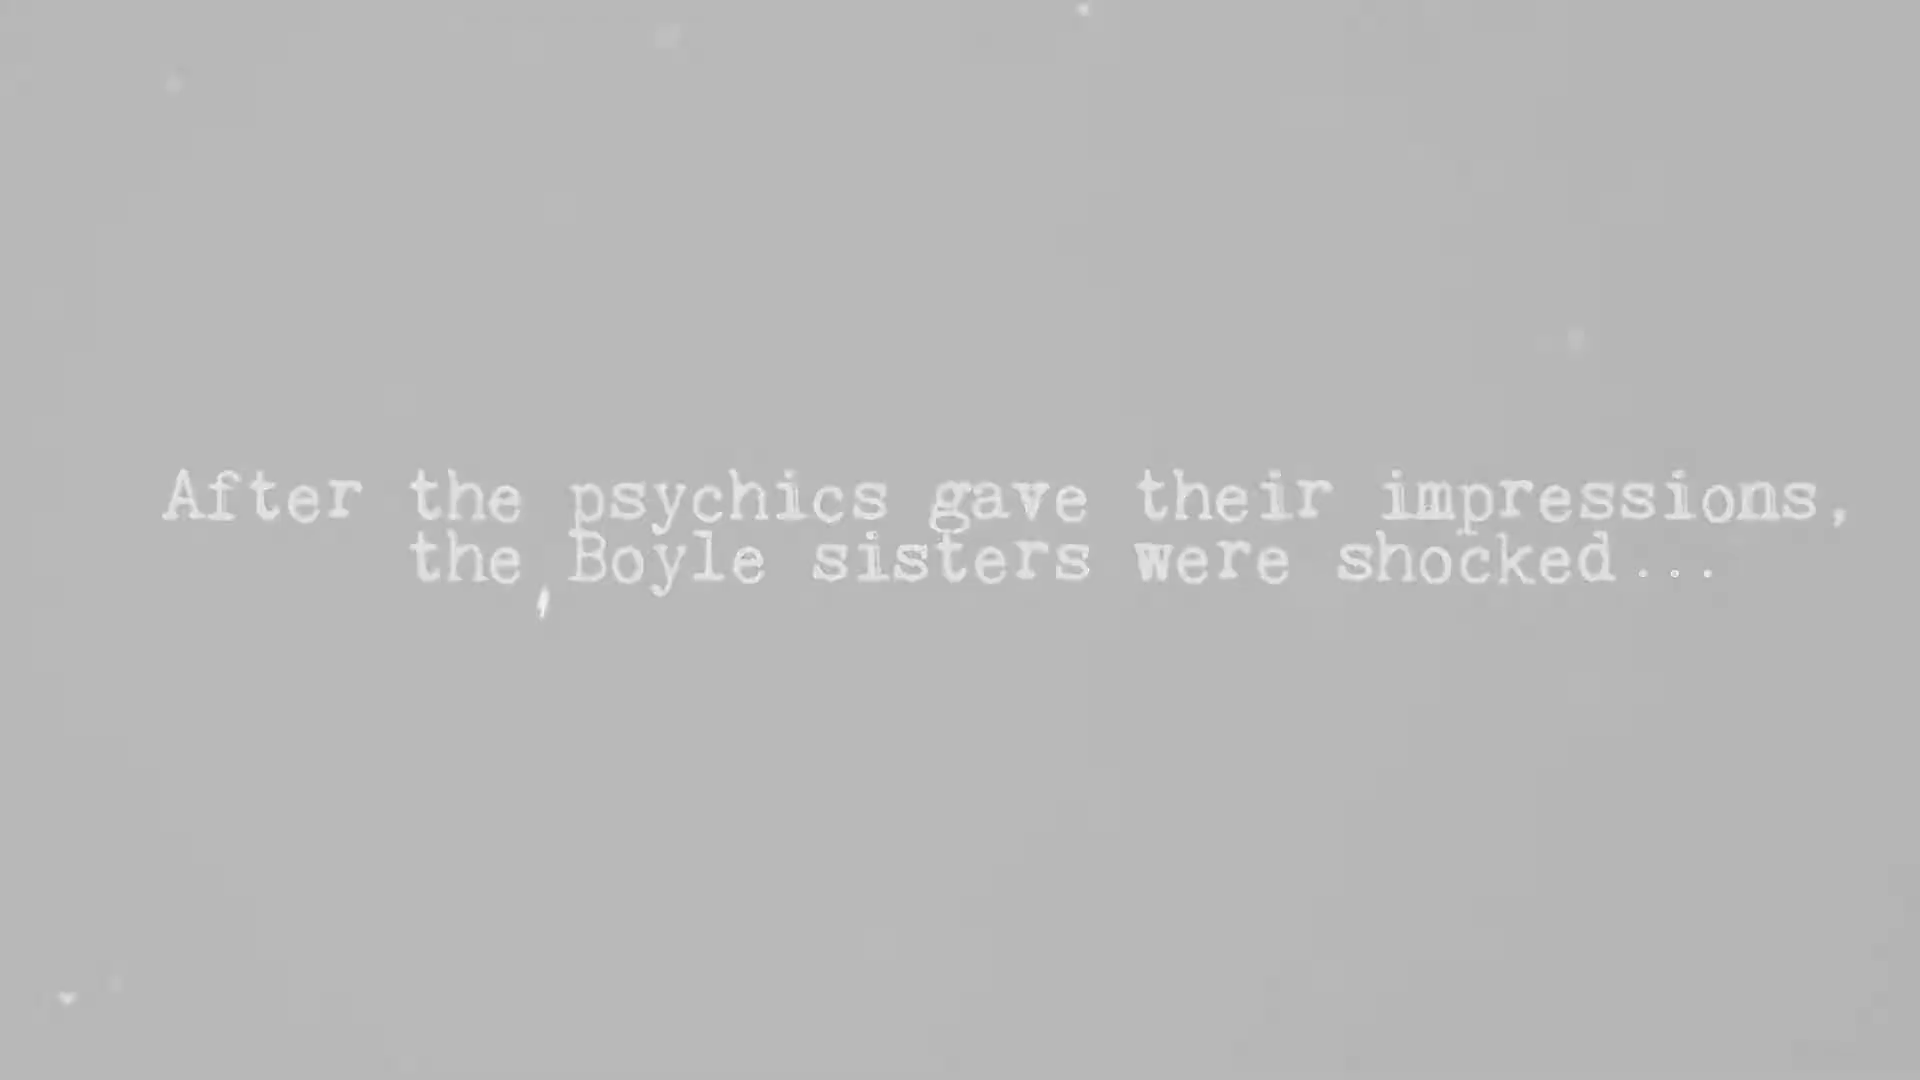 After the psychics gave their impressions,
the Boyle sisters were shocked...